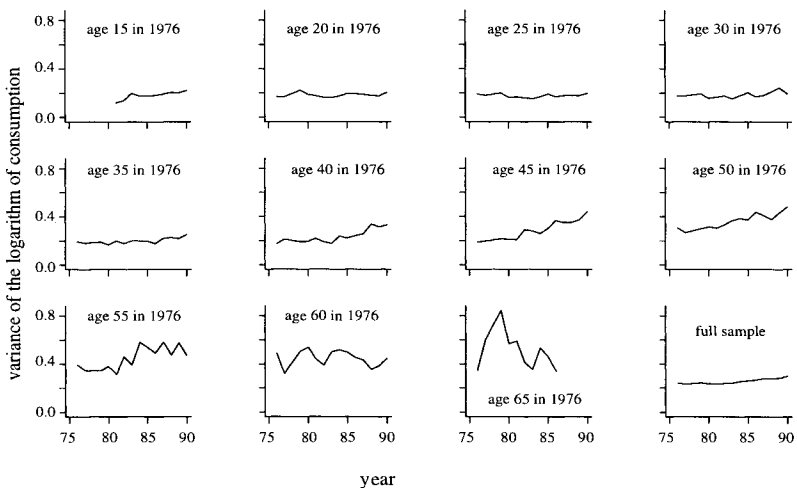 0.8
0.4
0.0
age 15 in 1976
age 20 in 1976
age 25 in 1976
age 30 in 1976
0.8
0.4
0.0
age 35 in 1976
age 40 in 1976
age 45 in 1976
age 50 in 1976
0.8
0.4
0.0
age 55 in 1976
age 60 in 1976
age 65 in 1976
full sample
75 80 85 90
75 80 85 90
75 80 85 90
75 80 85 90
variance of the logarithm of consumption
year